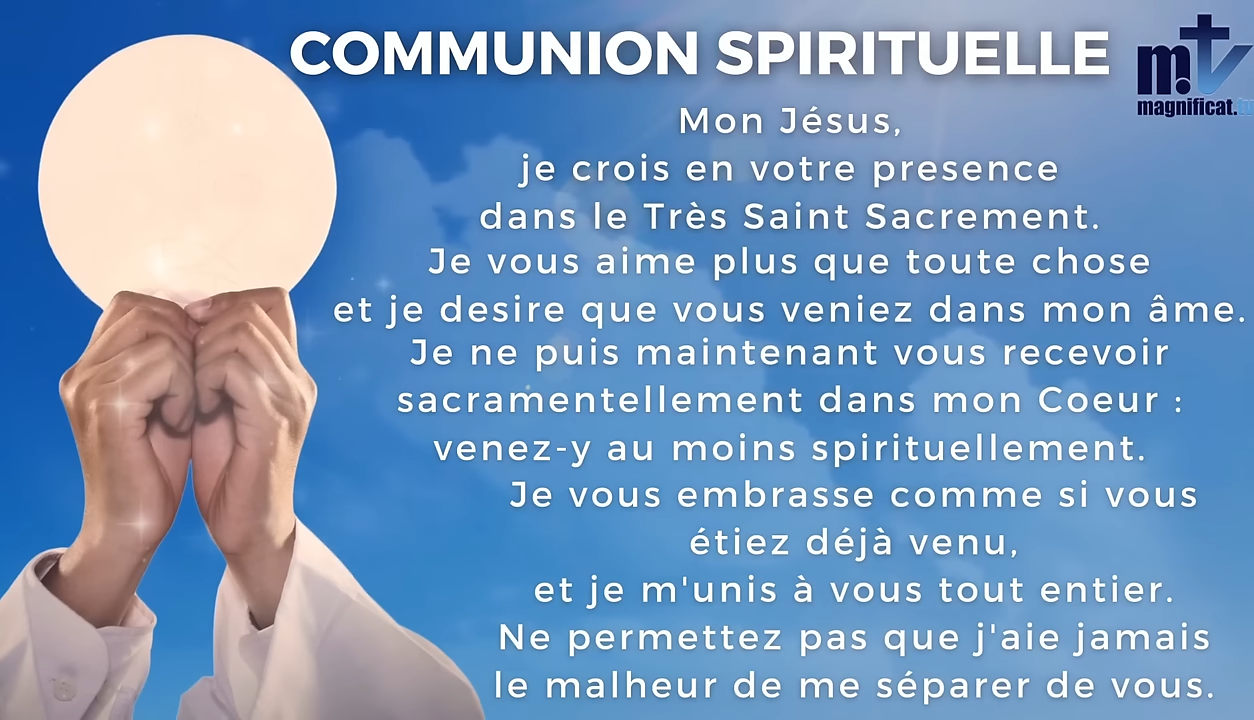 COMMUNION SPIRITUELLE
mtv
magnificat.tv
Mon Jésus,
je crois en votre presence
dans le Très Saint Sacrement.
Je vous aime plus que toute chose
et je desire que vous veniez dans mon âme.
Je ne puis maintenant vous recevoir
sacramentellement dans mon Coeur :
venez-y au moins spirituellement.
Je vous embrasse comme si vous
étiez déjà venu,
et je m'unis à vous tout entier.
Ne permettez pas que j'aie jamais
le malheur de me séparer de vous.